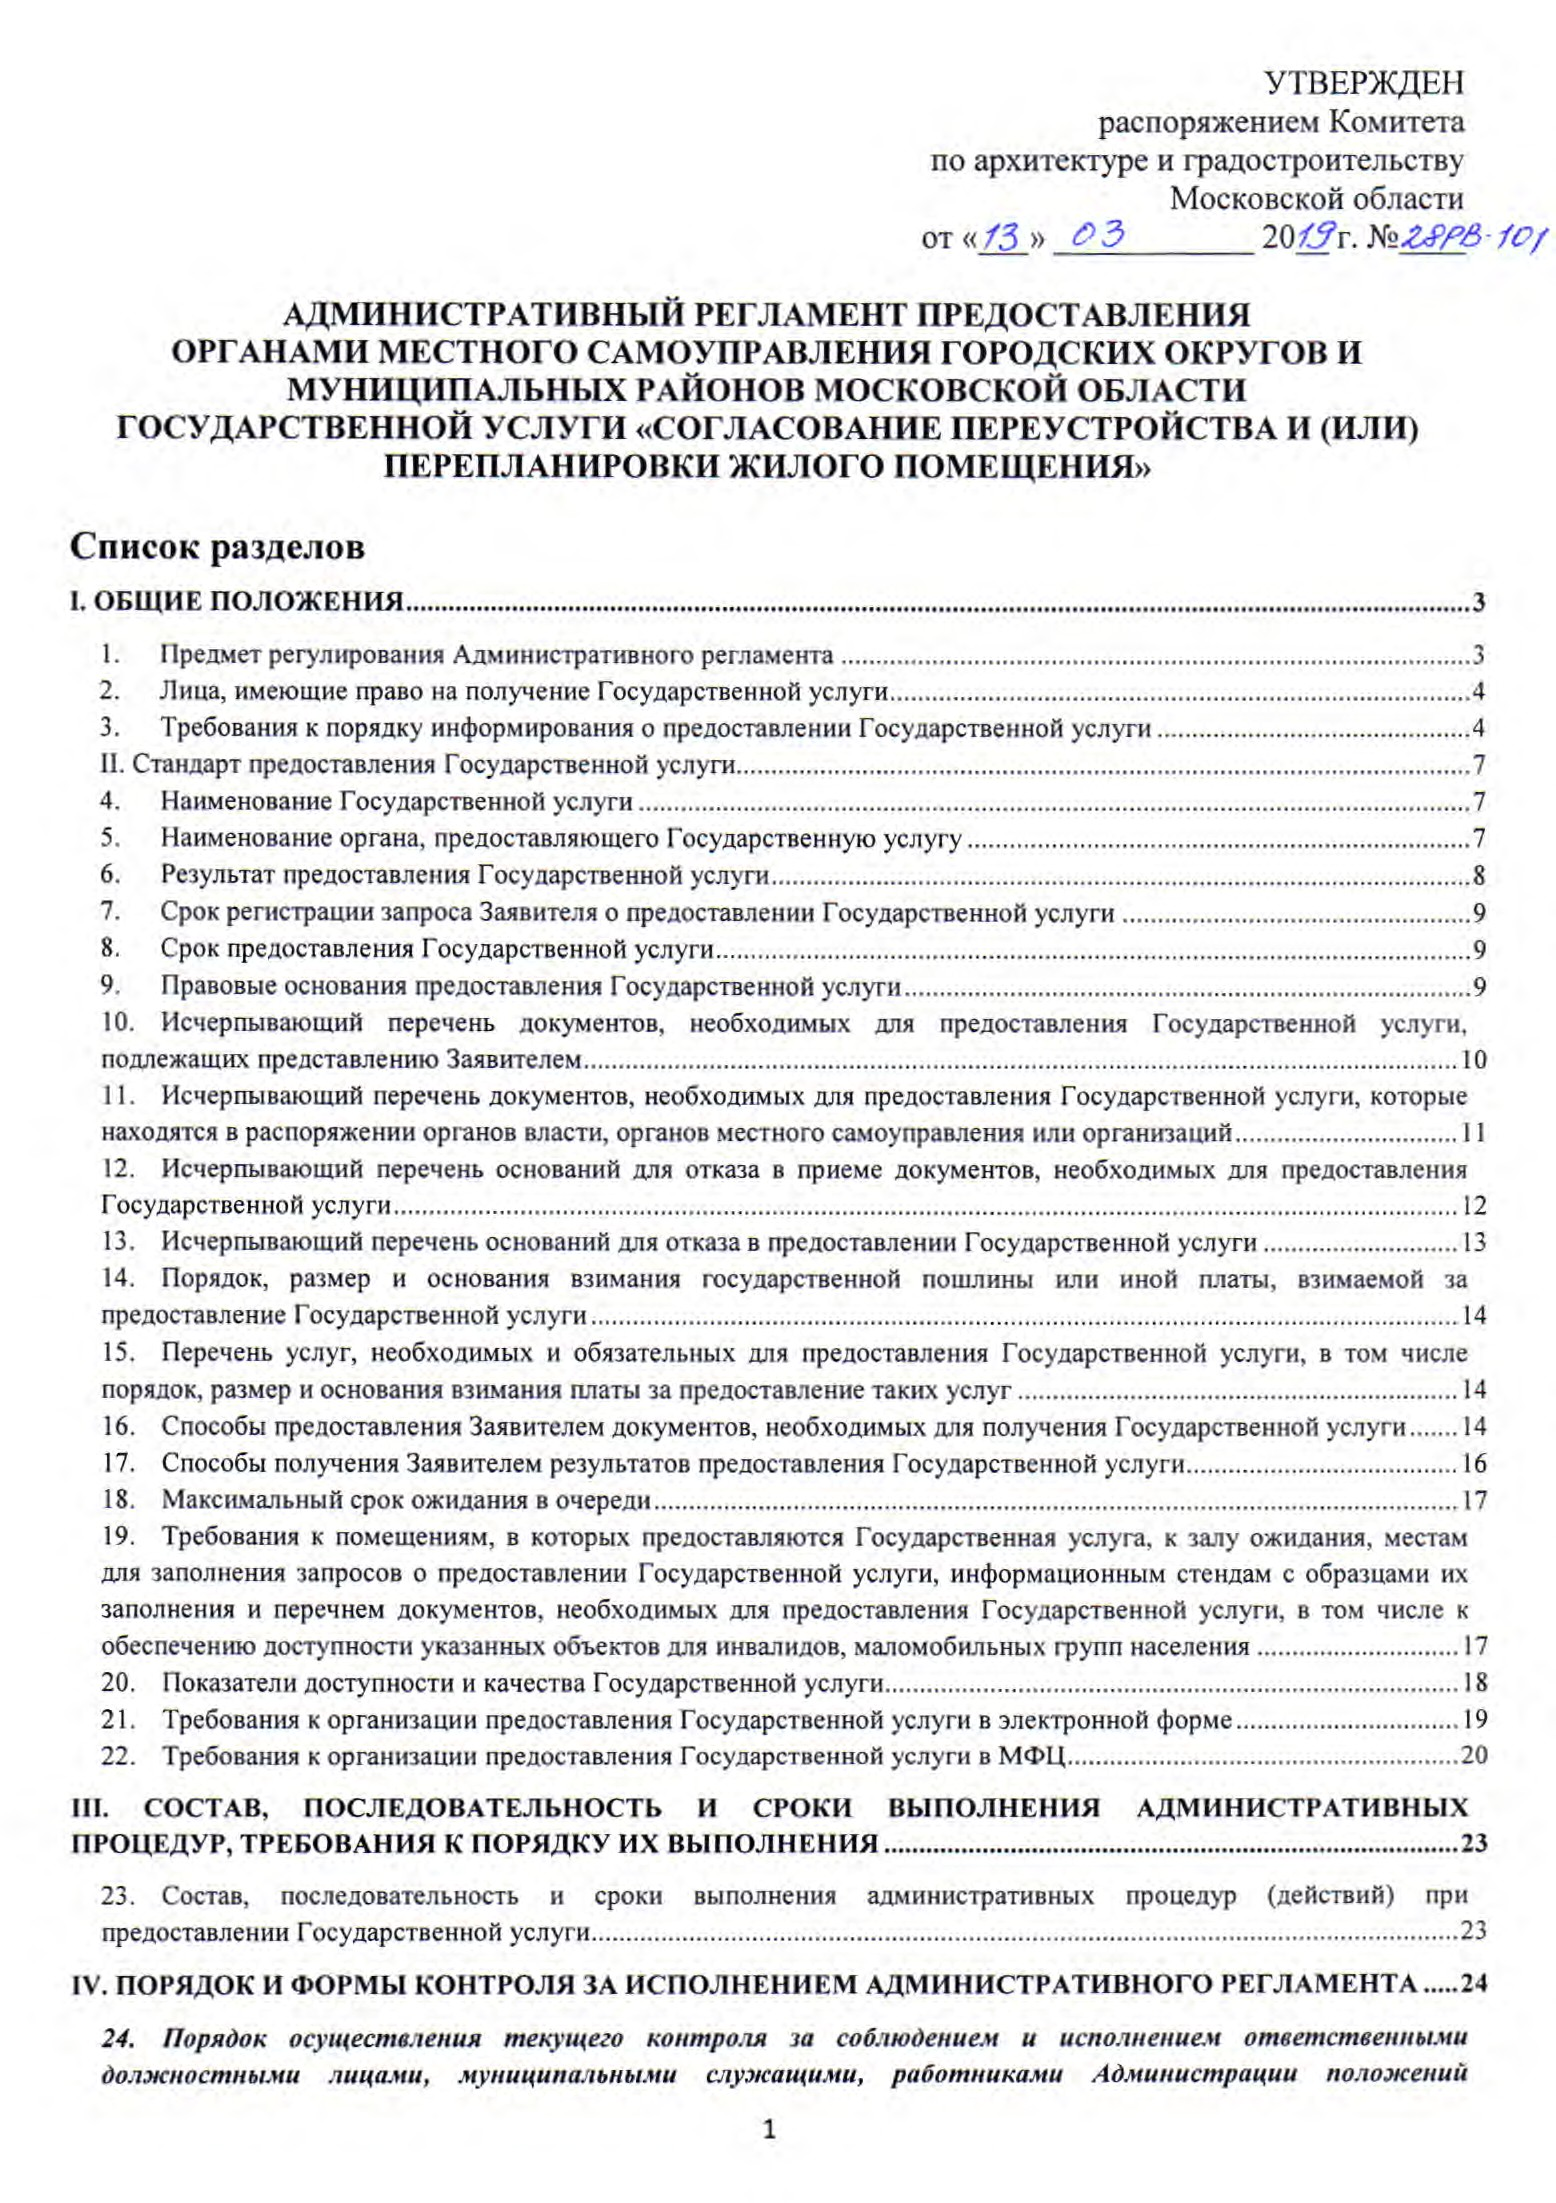 УТВЕРЖДЕН
распоряжением Комитета
по архитектуре и градостроительству
Московской области
от «13» 03 2019 г. №28РВ-101
АДМИНИСТРАТИВНЫЙ РЕГЛАМЕНТ ПРЕДОСТАВЛЕНИЯ
ОРГАНАМИ МЕСТНОГО САМОУПРАВЛЕНИЯ ГОРОДСКИХ ОКРУГОВ И
МУНИЦИПАЛЬНЫХ РАЙОНОВ МОСКОВСКОЙ ОБЛАСТИ
ГОСУДАРСТВЕННОЙ УСЛУГИ «СОГЛАСОВАНИЕ ПЕРЕУСТРОЙСТВА И (ИЛИ)
ПЕРЕПЛАНИРОВКИ ЖИЛОГО ПОМЕЩЕНИЯ»
Список разделов
I. ОБЩИЕ ПОЛОЖЕНИЯ...3
1. Предмет регулирования Административного регламента ...3
2. Лица, имеющие право на получение Государственной услуги...4
3. Требования к порядку информирования о предоставлении Государственной услуги ...4
II. Стандарт предоставления Государственной услуги...7
4. Наименование Государственной услуги ...7
5. Наименование органа, предоставляющего Государственную услугу ...7
6. Результат предоставления Государственной услуги...8
7. Срок регистрации запроса Заявителя о предоставлении Государственной услуги ...9
8. Срок предоставления Государственной услуги...9
9. Правовые основания предоставления Государственной услуги...9
10. Исчерпывающий перечень документов, необходимых для предоставления Государственной услуги,
подлежащих представлению Заявителем...10
11. Исчерпывающий перечень документов, необходимых для предоставления Государственной услуги, которые
находятся в распоряжении органов власти, органов местного самоуправления или организаций...11
12. Исчерпывающий перечень оснований для отказа в приеме документов, необходимых для предоставления
Государственной услуги...12
13. Исчерпывающий перечень оснований для отказа в предоставлении Государственной услуги ...13
14. Порядок, размер и основания взимания государственной пошлины или иной платы, взимаемой за
предоставление Государственной услуги...14
15. Перечень услуг, необходимых и обязательных для предоставления Государственной услуги, в том числе
порядок, размер и основания взимания платы за предоставление таких услуг ...14
16. Способы предоставления Заявителем документов, необходимых для получения Государственной услуги...14
17. Способы получения Заявителем результатов предоставления Государственной услуги...16
18. Максимальный срок ожидания в очереди...17
19. Требования к помещениям, в которых предоставляются Государственная услуга, к залу ожидания, местам
для заполнения запросов о предоставлении Государственной услуги, информационным стендам с образцами их
заполнения и перечнем документов, необходимых для предоставления Государственной услуги, в том числе к
обеспечению доступности указанных объектов для инвалидов, маломобильных групп населения ...17
20. Показатели доступности и качества Государственной услуги...18
21. Требования к организации предоставления Государственной услуги в электронной форме...19
22. Требования к организации предоставления Государственной услуги в МФЦ...20
III. СОСТАВ, ПОСЛЕДОВАТЕЛЬНОСТЬ И СРОКИ ВЫПОЛНЕНИЯ АДМИНИСТРАТИВНЫХ
ПРОЦЕДУР, ТРЕБОВАНИЯ К ПОРЯДКУ ИХ ВЫПОЛНЕНИЯ ...23
23. Состав, последовательность и сроки выполнения административных процедур (действий) при
предоставлении Государственной услуги...23
IV. ПОРЯДОК И ФОРМЫ КОНТРОЛЯ ЗА ИСПОЛНЕНИЕМ АДМИНИСТРАТИВНОГО РЕГЛАМЕНТА ...24
24. Порядок осуществления текущего контроля за соблюдением и исполнением ответственными
должностными лицами, муниципальными служащими, работниками Администрации положений
1